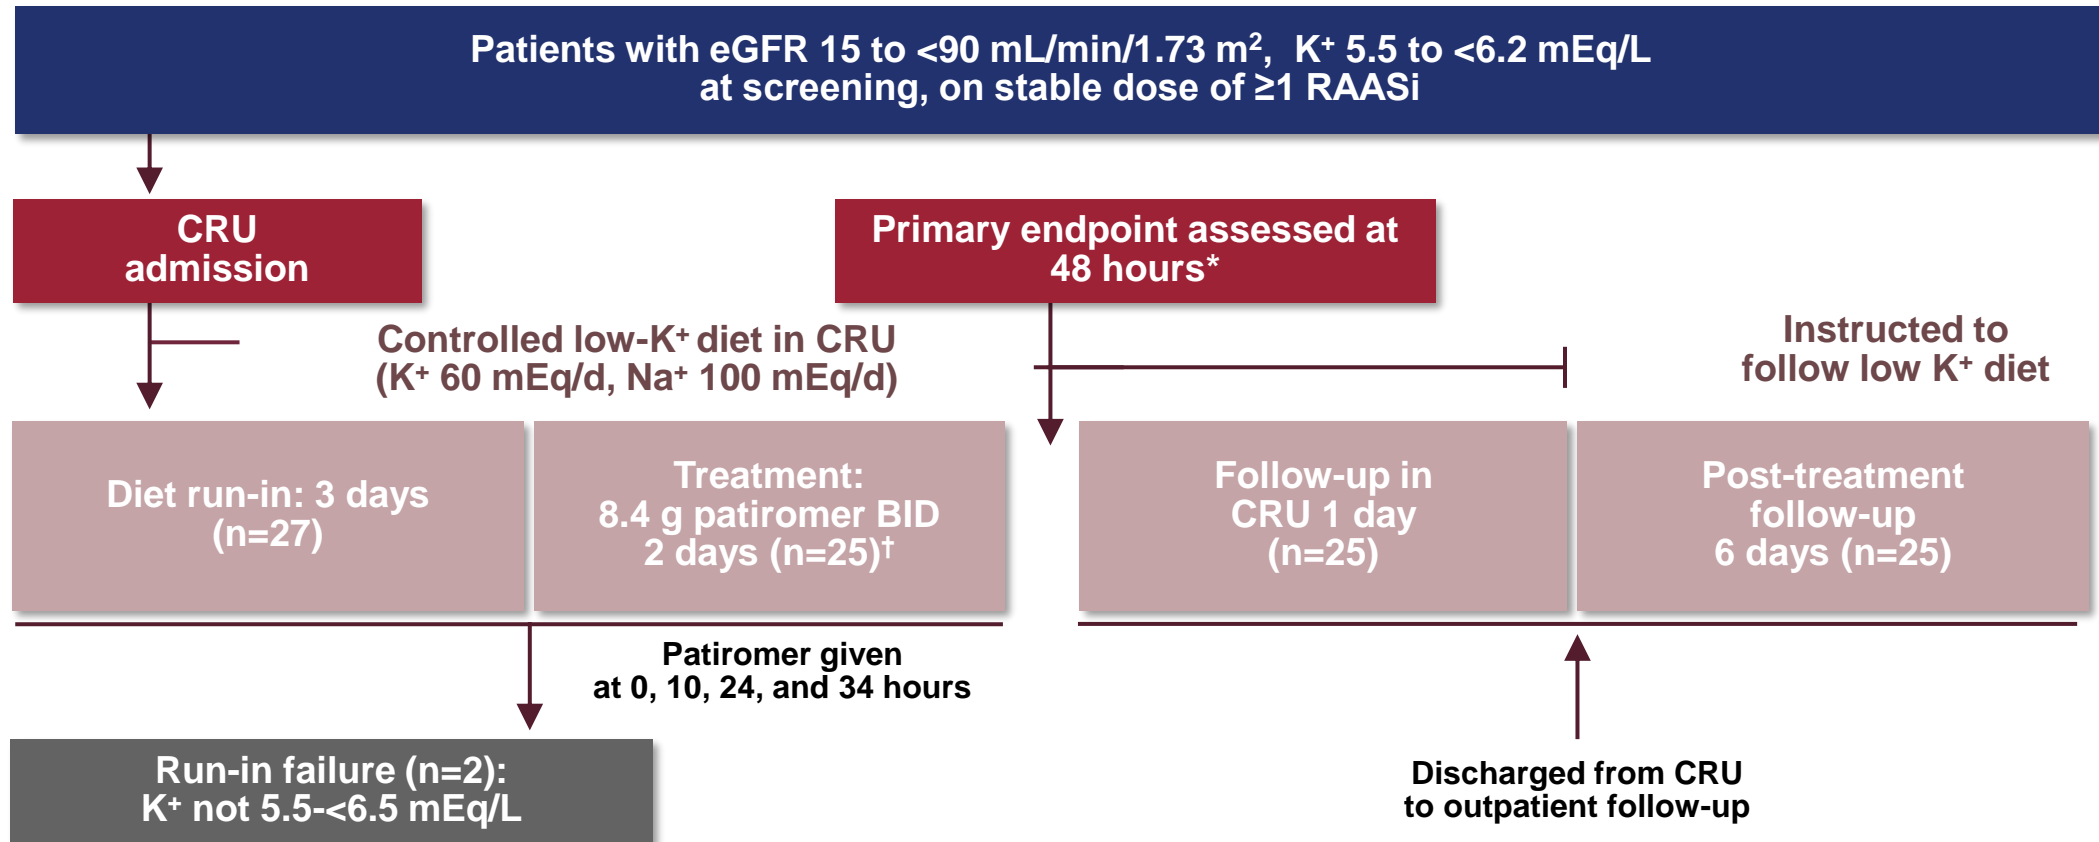 Patients with eGFR 15 to <90 mL/min/1.73 m², K⁺ 5.5 to <6.2 mEq/L
at screening, on stable dose of ≥1 RAASi
CRU
admission
Primary endpoint assessed at
48 hours*
Controlled low-K⁺ diet in CRU
(K⁺ 60 mEq/d, Na⁺ 100 mEq/d)
Instructed to
follow low K⁺ diet
Diet run-in: 3 days
(n=27)
Treatment:
8.4 g patiromer BID
2 days (n=25)†
Follow-up in
CRU 1 day
(n=25)
Post-treatment
follow-up
6 days (n=25)
Patiromer given
at 0, 10, 24, and 34 hours
Run-in failure (n=2):
K⁺ not 5.5-<6.5 mEq/L
Discharged from CRU
to outpatient follow-up